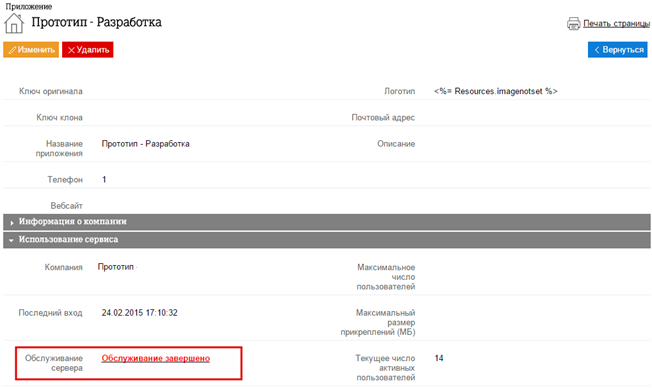 Приложение
Прототип - Разработка
Печать страницы
Изменить
Удалить
Вернуться
Ключ оригинала
Логотип
<%= Resources.imagenotset %>
Ключ клона
Почтовый адрес
Название
приложения
Прототип - Разработка
Описание
Телефон
1
Вебсайт
Информация о компании
Использование сервиса
Компания
Прототип
Максимальное
число
пользователей
Последний вход
24.02.2015 17:10:32
Максимальный
размер
прикреплений (МБ)
Обслуживание
сервера
Обслуживание завершено
Текущее число
активных
пользователей
14